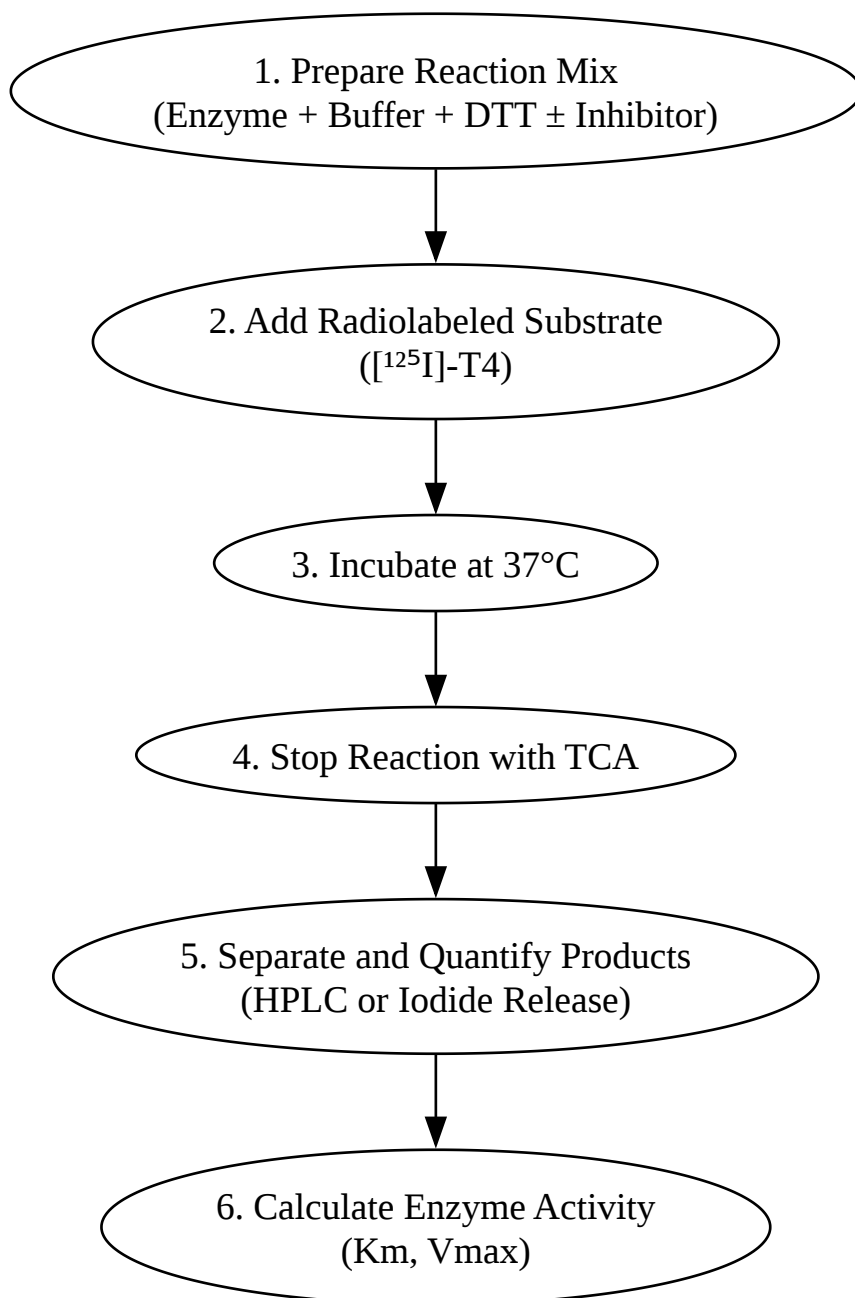 1. Prepare Reaction Mix
(Enzyme + Buffer + DTT ± Inhibitor)
2. Add Radiolabeled Substrate
([¹²⁵I]-T4)
3. Incubate at 37°C
4. Stop Reaction with TCA
5. Separate and Quantify Products
(HPLC or Iodide Release)
6. Calculate Enzyme Activity
(Km, Vmax)